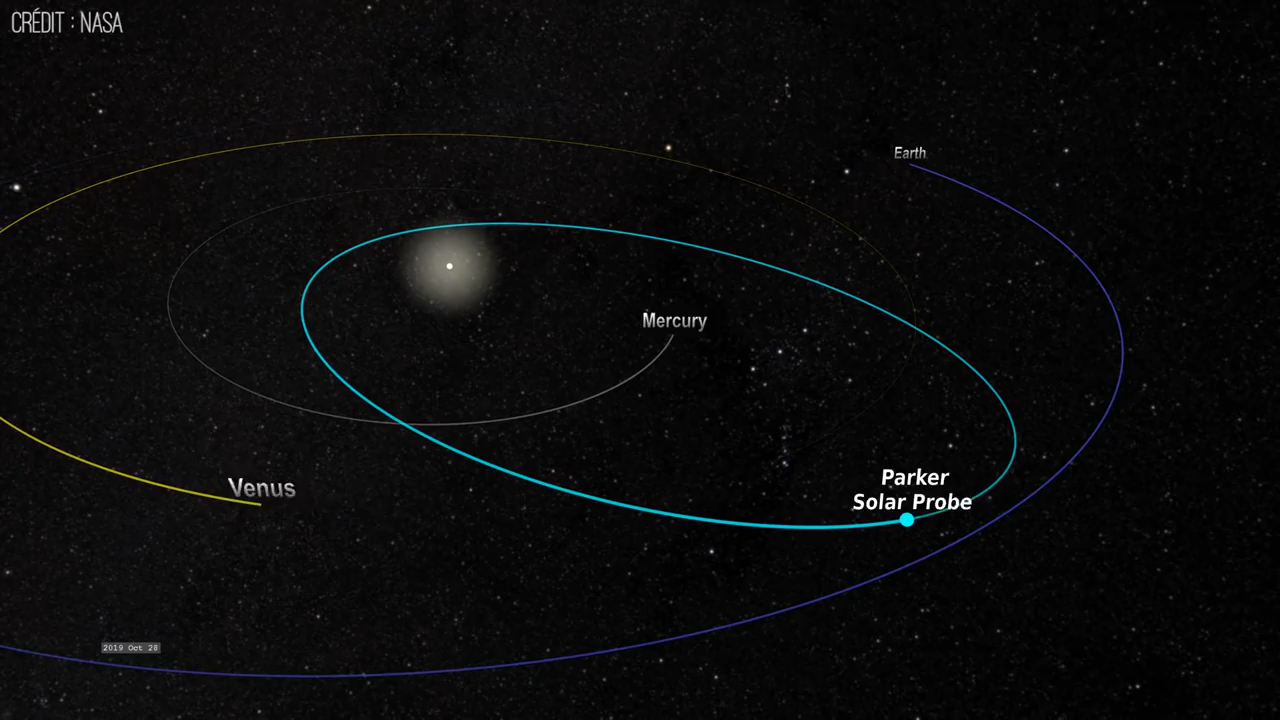 CRÉDIT : NASA
Earth
Mercury
Parker
Solar Probe
Venus
2019 Oct 28